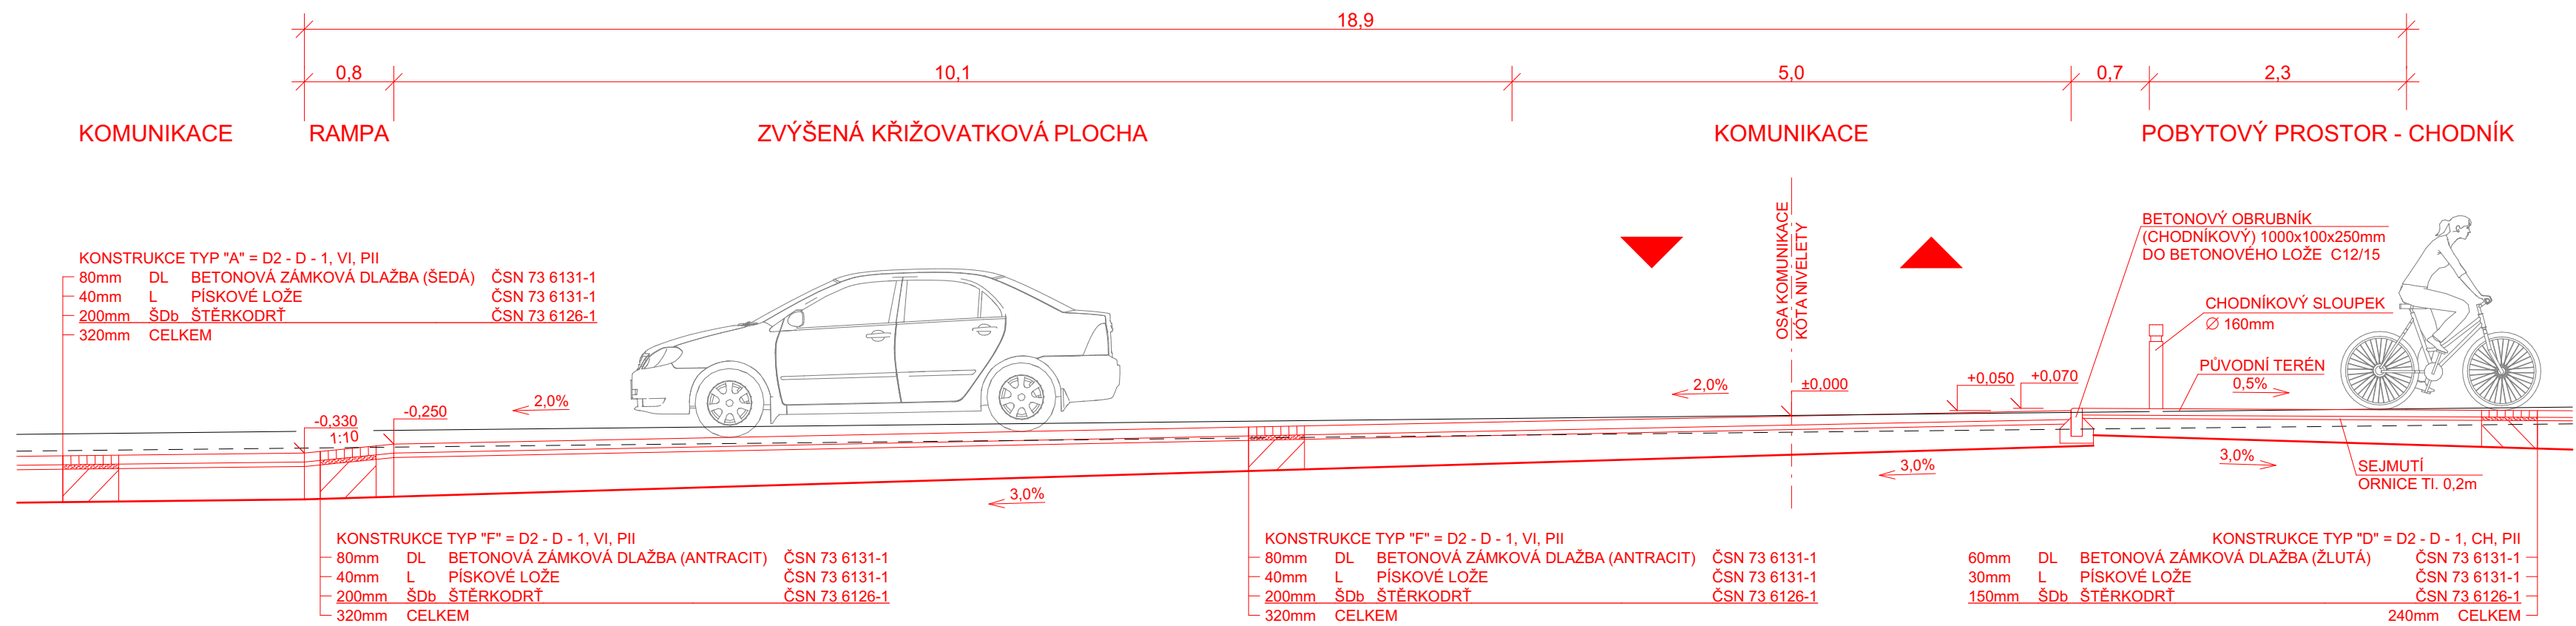 18,9
0,8 10,1 5,0 0,7 2,3
KOMUNIKACE RAMPA ZVÝŠENÁ KŘIŽOVATKOVÁ PLOCHA KOMUNIKACE POBYTOVÝ PROSTOR - CHODNÍK
KONSTRUKCE TYP "A" = D2 - D - 1, VI, PII
80mm DL BETONOVÁ ZÁMKOVÁ DLAŽBA (ŠEDÁ) ČSN 73 6131-1
40mm L PÍSKOVÉ LOŽE ČSN 73 6131-1
200mm ŠDb ŠTĚRKODRŤ ČSN 73 6126-1
320mm CELKEM
OSA KOMUNIKACE
KÓTA NIVELETY
BETONOVÝ OBRUBNÍK
(CHODNÍKOVÝ) 1000x100x250mm
DO BETONOVÉHO LOŽE C12/15
CHODNÍKOVÝ SLOUPEK
Ø 160mm
PŮVODNÍ TERÉN
0,5%
-0,330
1:10
-0,250
2,0%
2,0%
±0,000
+0,050
+0,070
3,0%
3,0%
3,0%
SEJMUTÍ
ORNICE Tl. 0,2m
KONSTRUKCE TYP "F" = D2 - D - 1, VI, PII
80mm DL BETONOVÁ ZÁMKOVÁ DLAŽBA (ANTRACIT) ČSN 73 6131-1
40mm L PÍSKOVÉ LOŽE ČSN 73 6131-1
200mm ŠDb ŠTĚRKODRŤ ČSN 73 6126-1
320mm CELKEM
KONSTRUKCE TYP "F" = D2 - D - 1, VI, PII
80mm DL BETONOVÁ ZÁMKOVÁ DLAŽBA (ANTRACIT) ČSN 73 6131-1
40mm L PÍSKOVÉ LOŽE ČSN 73 6131-1
200mm ŠDb ŠTĚRKODRŤ ČSN 73 6126-1
320mm CELKEM
KONSTRUKCE TYP "D" = D2 - D - 1, CH, PII
60mm DL BETONOVÁ ZÁMKOVÁ DLAŽBA (ŽLUTÁ) ČSN 73 6131-1
30mm L PÍSKOVÉ LOŽE ČSN 73 6131-1
150mm ŠDb ŠTĚRKODRŤ ČSN 73 6126-1
240mm CELKEM